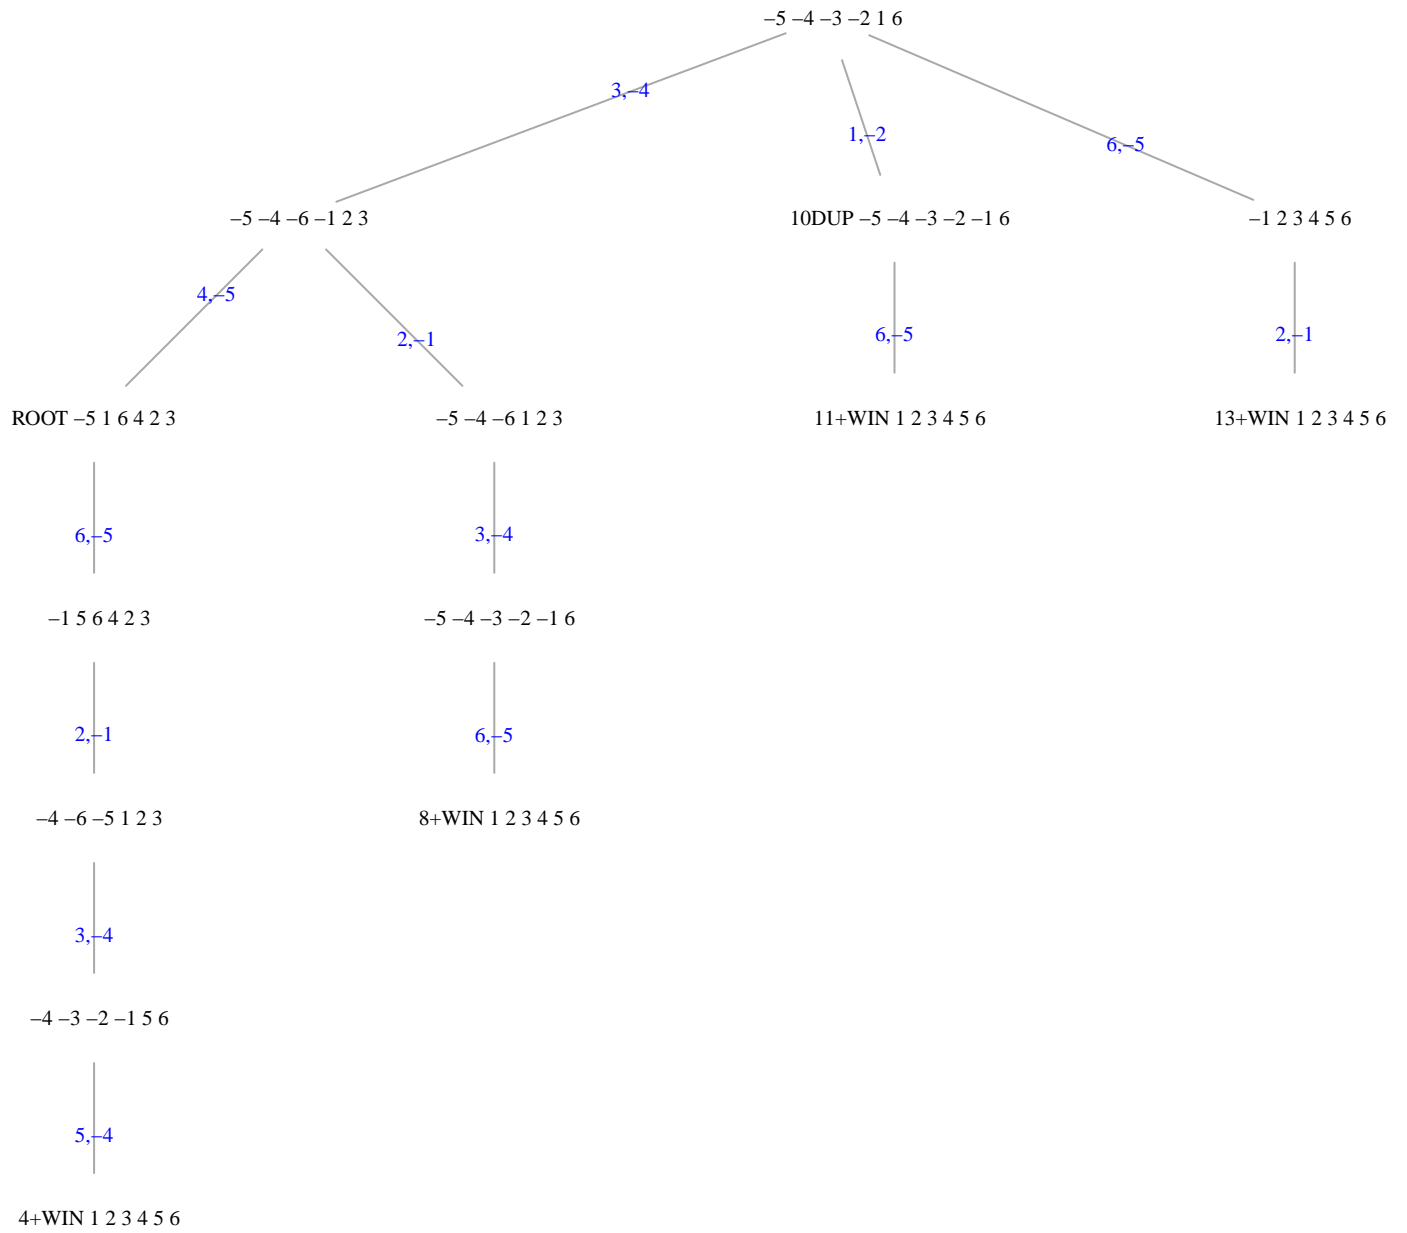 –5 –4 –3 –2 1 6
3,–4
1,–2
6,–5
–5 –4 –6 –1 2 3
10DUP –5 –4 –3 –2 –1 6
–1 2 3 4 5 6
4,–5
2,–1
6,–5
2,–1
ROOT –5 1 6 4 2 3
–5 –4 –6 1 2 3
11+WIN 1 2 3 4 5 6
13+WIN 1 2 3 4 5 6
6,–5
3,–4
–1 5 6 4 2 3
–5 –4 –3 –2 –1 6
2,–1
6,–5
–4 –6 –5 1 2 3
8+WIN 1 2 3 4 5 6
3,–4
–4 –3 –2 –1 5 6
5,–4
4+WIN 1 2 3 4 5 6